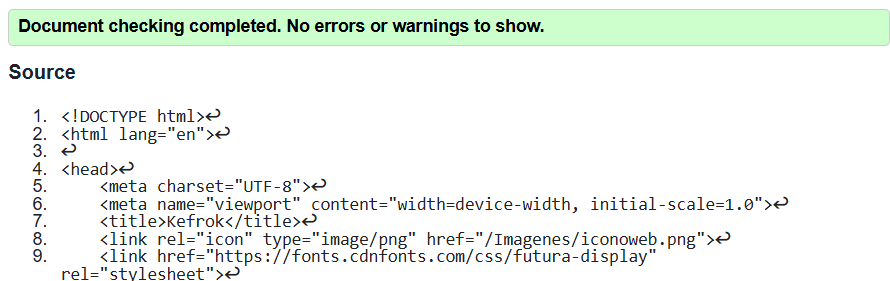 Document checking completed. No errors or warnings to show.
Source
1. <!DOCTYPE html>↩
2. <html lang="en">↩
3. ↩
4. <head>↩
5.     <meta charset="UTF-8">↩
6.     <meta name="viewport" content="width=device-width, initial-scale=1.0">↩
7.     <title>Kefrok</title>↩
8.     <link rel="icon" type="image/png" href="/Imagenes/iconoweb.png">↩
9.     <link href="https://fonts.cdnfonts.com/css/futura-display"
rel="stylesheet">↩